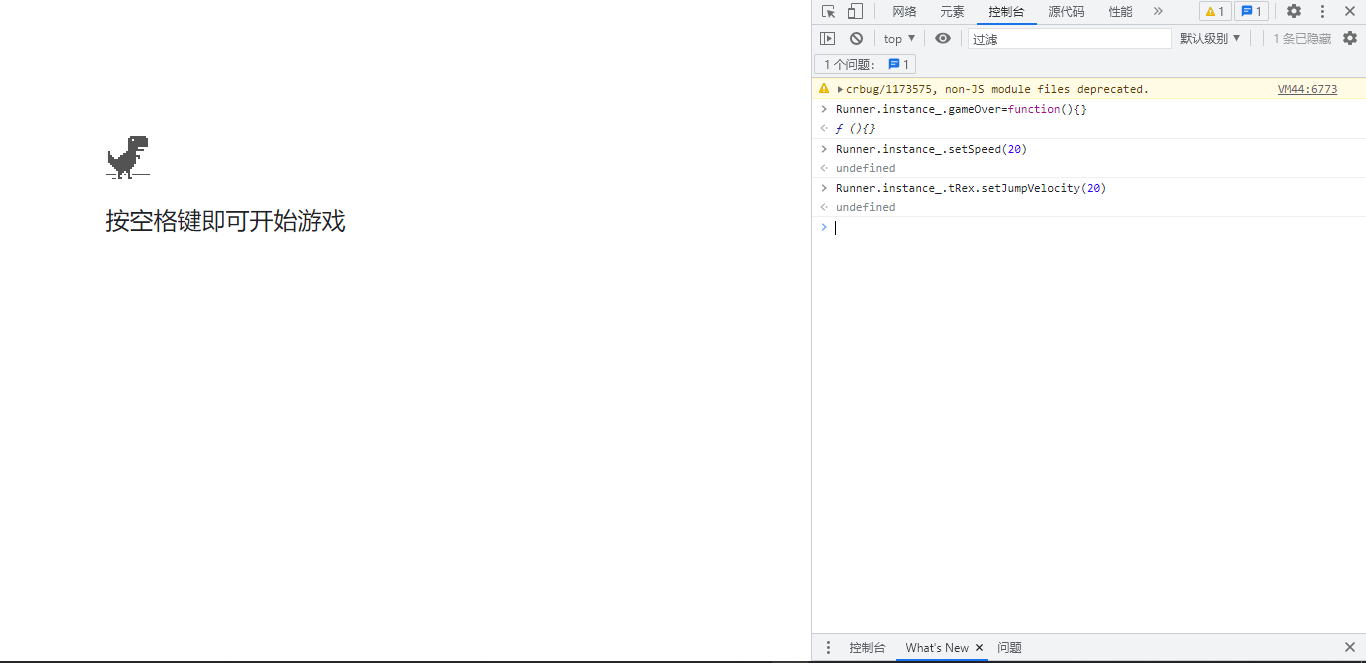 按空格键即可开始游戏
网络 元素 控制台 源代码 性能 » 1 1
top ▼ 过滤 默认级别 ▼ 1 条已隐藏
1 个问题: 1
crbug/1173575, non-JS module files deprecated. VM44:6773
> Runner.instance_.gameOver=function(){}
ƒ (){}
> Runner.instance_.setSpeed(20)
undefined
> Runner.instance_.tRex.setJumpVelocity(20)
undefined
>
控制台 What's New × 问题